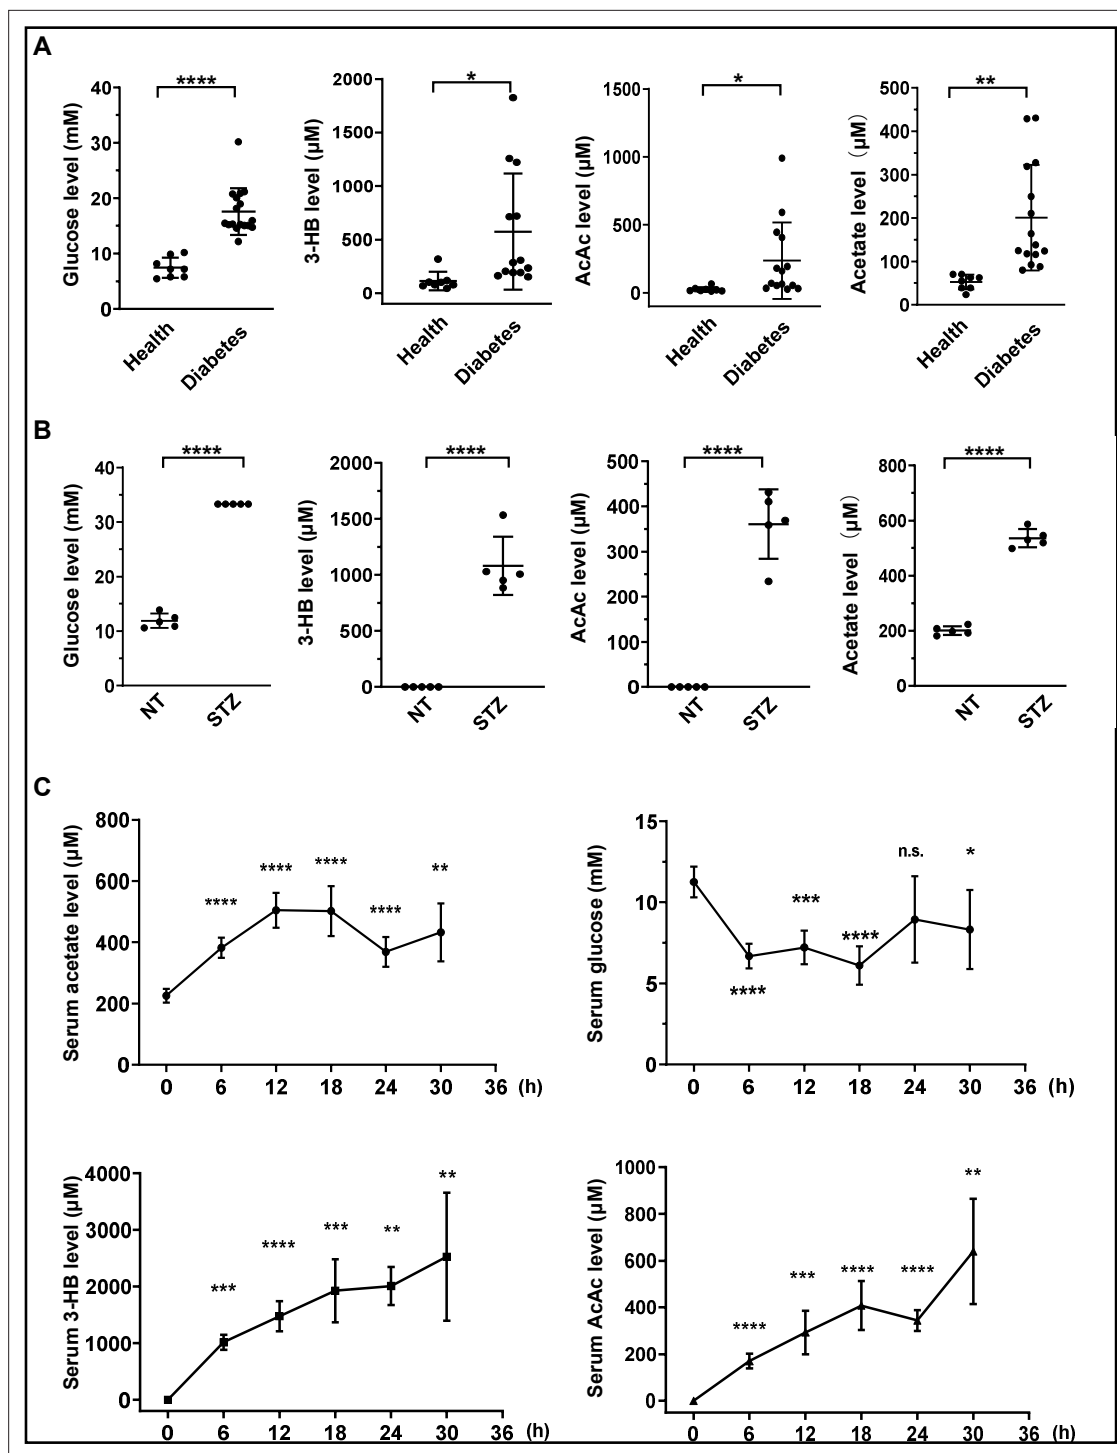 A
Glucose level (mM)
40
30
20
10
0
****
Health
Diabetes
3-HB level (μM)
2000
1500
1000
500
0
*
Health
Diabetes
AcAc level (μM)
1500
1000
500
0
*
Health
Diabetes
Acetate level (μM)
500
400
300
200
100
0
**
Health
Diabetes
B
Glucose level (mM)
40
30
20
10
0
****
NT
STZ
3-HB level (μM)
2000
1500
1000
500
0
****
NT
STZ
AcAc level (μM)
500
400
300
200
100
0
****
NT
STZ
Acetate level (μM)
800
600
400
200
0
****
NT
STZ
C
Serum acetate level (μM)
800
600
400
200
0
**** **** **** **** **
0 6 12 18 24 30 36 (h)
Serum glucose (mM)
15
10
5
0
**** *** **** n.s. *
0 6 12 18 24 30 36 (h)
Serum 3-HB level (μM)
4000
3000
2000
1000
0
*** **** *** ** **
0 6 12 18 24 30 36 (h)
Serum AcAc level (μM)
1000
800
600
400
200
0
**** *** **** **** **
0 6 12 18 24 30 36 (h)